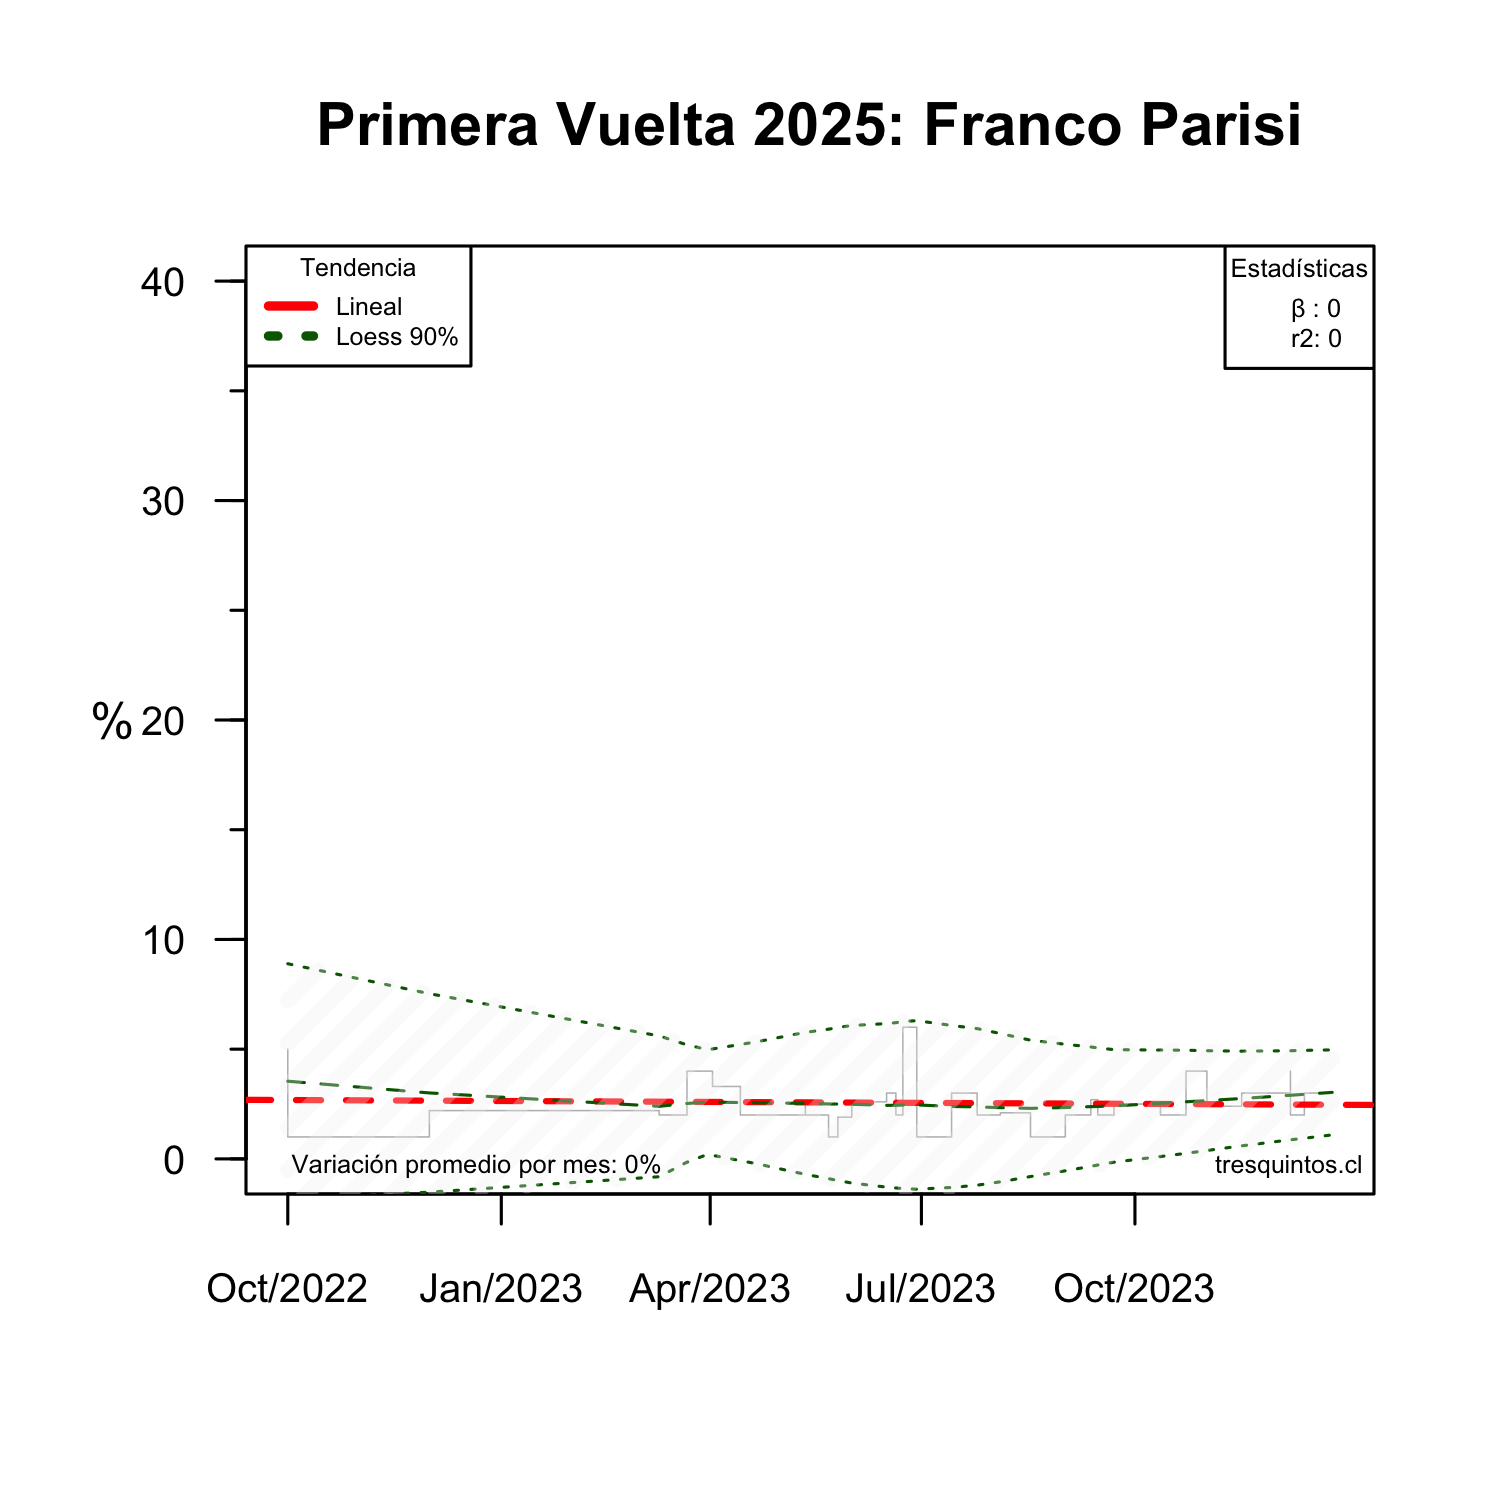 Primera Vuelta 2025: Franco Parisi
Tendencia
Lineal
Loess 90%
Estadísticas
β : 0
r2: 0
40
30
%
20
10
0
Variación promedio por mes: 0%
tresquintos.cl
Oct/2022
Jan/2023
Apr/2023
Jul/2023
Oct/2023